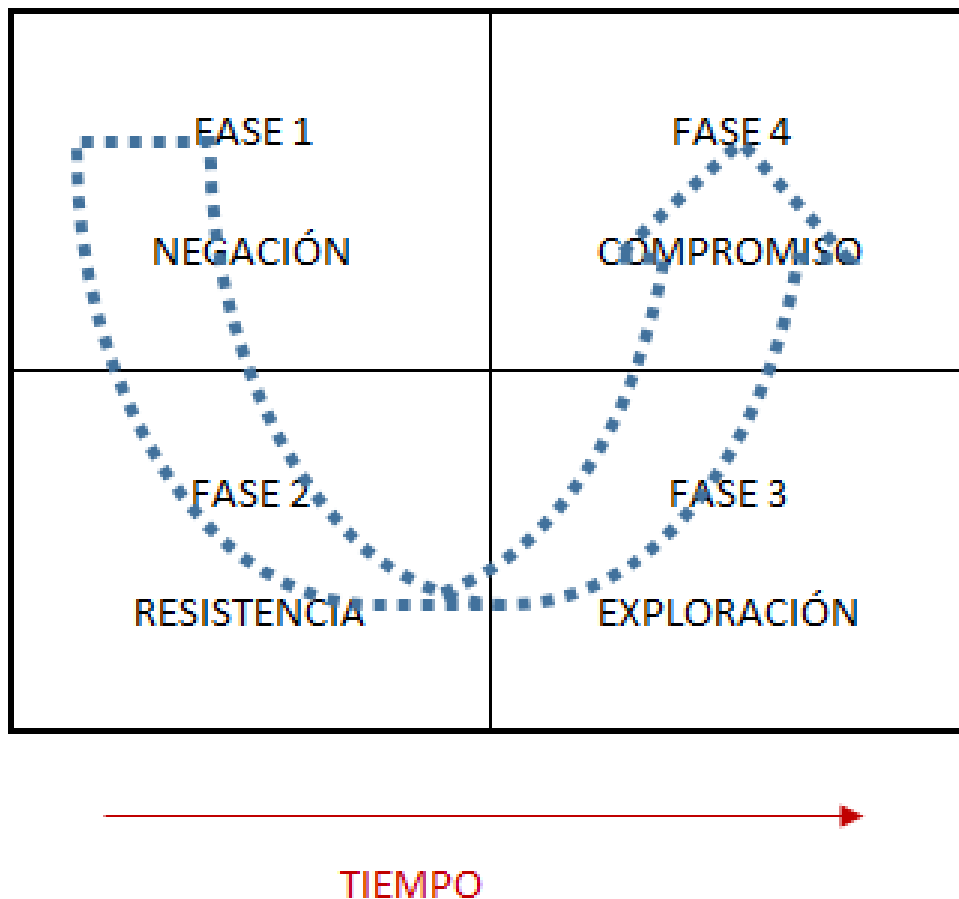 FASE 1
NEGACIÓN
FASE 4
COMPROMISO
FASE 2
RESISTENCIA
FASE 3
EXPLORACIÓN
TIEMPO